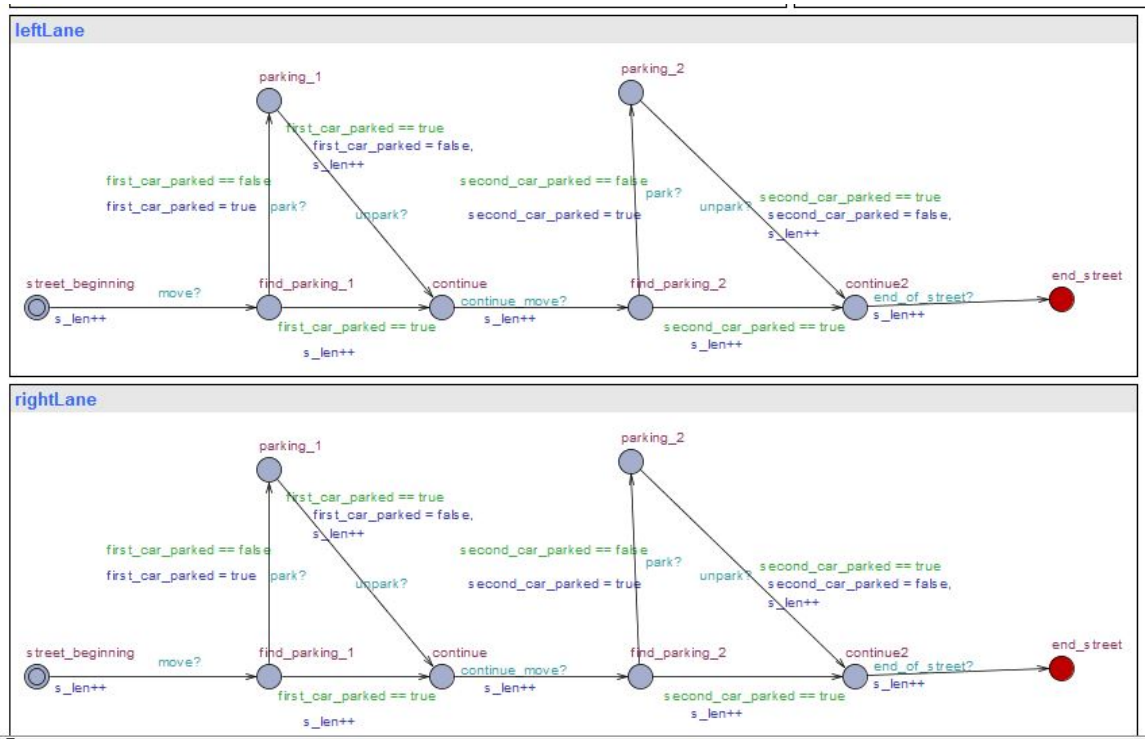 leftLane
parking_1
parking_2
first_car_parked == true
first_car_parked = false,
s_len++
first_car_parked == false
first_car_parked = true
park?
unpark?
second_car_parked == false
second_car_parked = true
park?
unpark?
second_car_parked == true
second_car_parked = false,
s_len++
street_beginning
move?
s_len++
find_parking_1
first_car_parked == true
s_len++
continue
continue_move?
s_len++
find_parking_2
second_car_parked == true
s_len++
continue2
end_of_street?
s_len++
end_street
rightLane
parking_1
parking_2
first_car_parked == true
first_car_parked = false,
s_len++
first_car_parked == false
first_car_parked = true
park?
unpark?
second_car_parked == false
second_car_parked = true
park?
unpark?
second_car_parked == true
second_car_parked = false,
s_len++
street_beginning
move?
s_len++
find_parking_1
first_car_parked == true
s_len++
continue
continue_move?
s_len++
find_parking_2
second_car_parked == true
s_len++
continue2
end_of_street?
s_len++
end_street